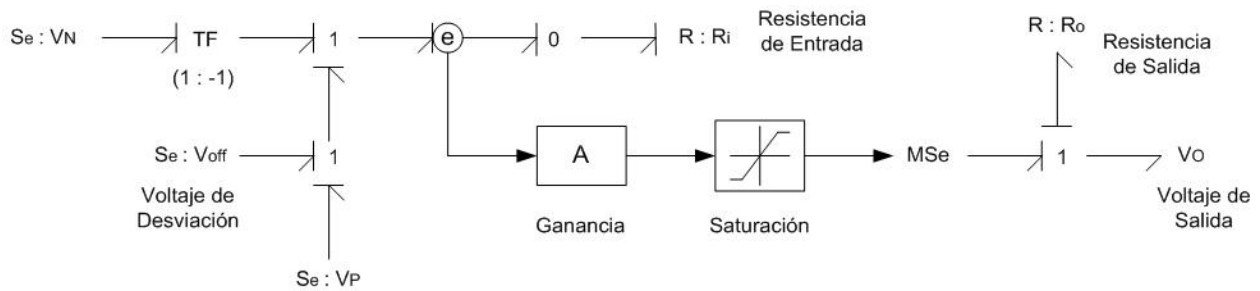 Se : VN
TF
(1 : -1)
1
e
0
R : Ri
Resistencia
de Entrada
R : Ro
Resistencia
de Salida
Se : Voff
1
Voltaje de
Desviación
A
Ganancia
Saturación
MSe
1
Vo
Voltaje de
Salida
Se : VP